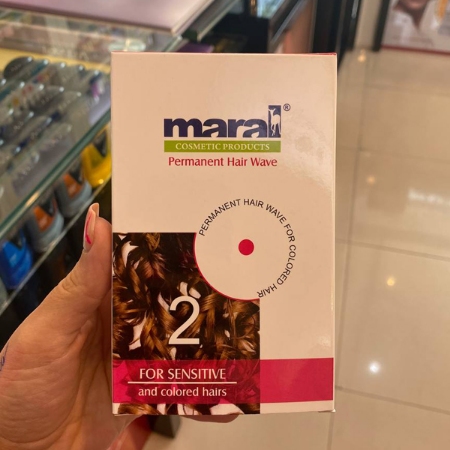 maral®
COSMETIC PRODUCTS
Permanent Hair Wave
PERMANENT HAIR WAVE FOR COLORED HAIR
2
FOR SENSITIVE
and colored hairs